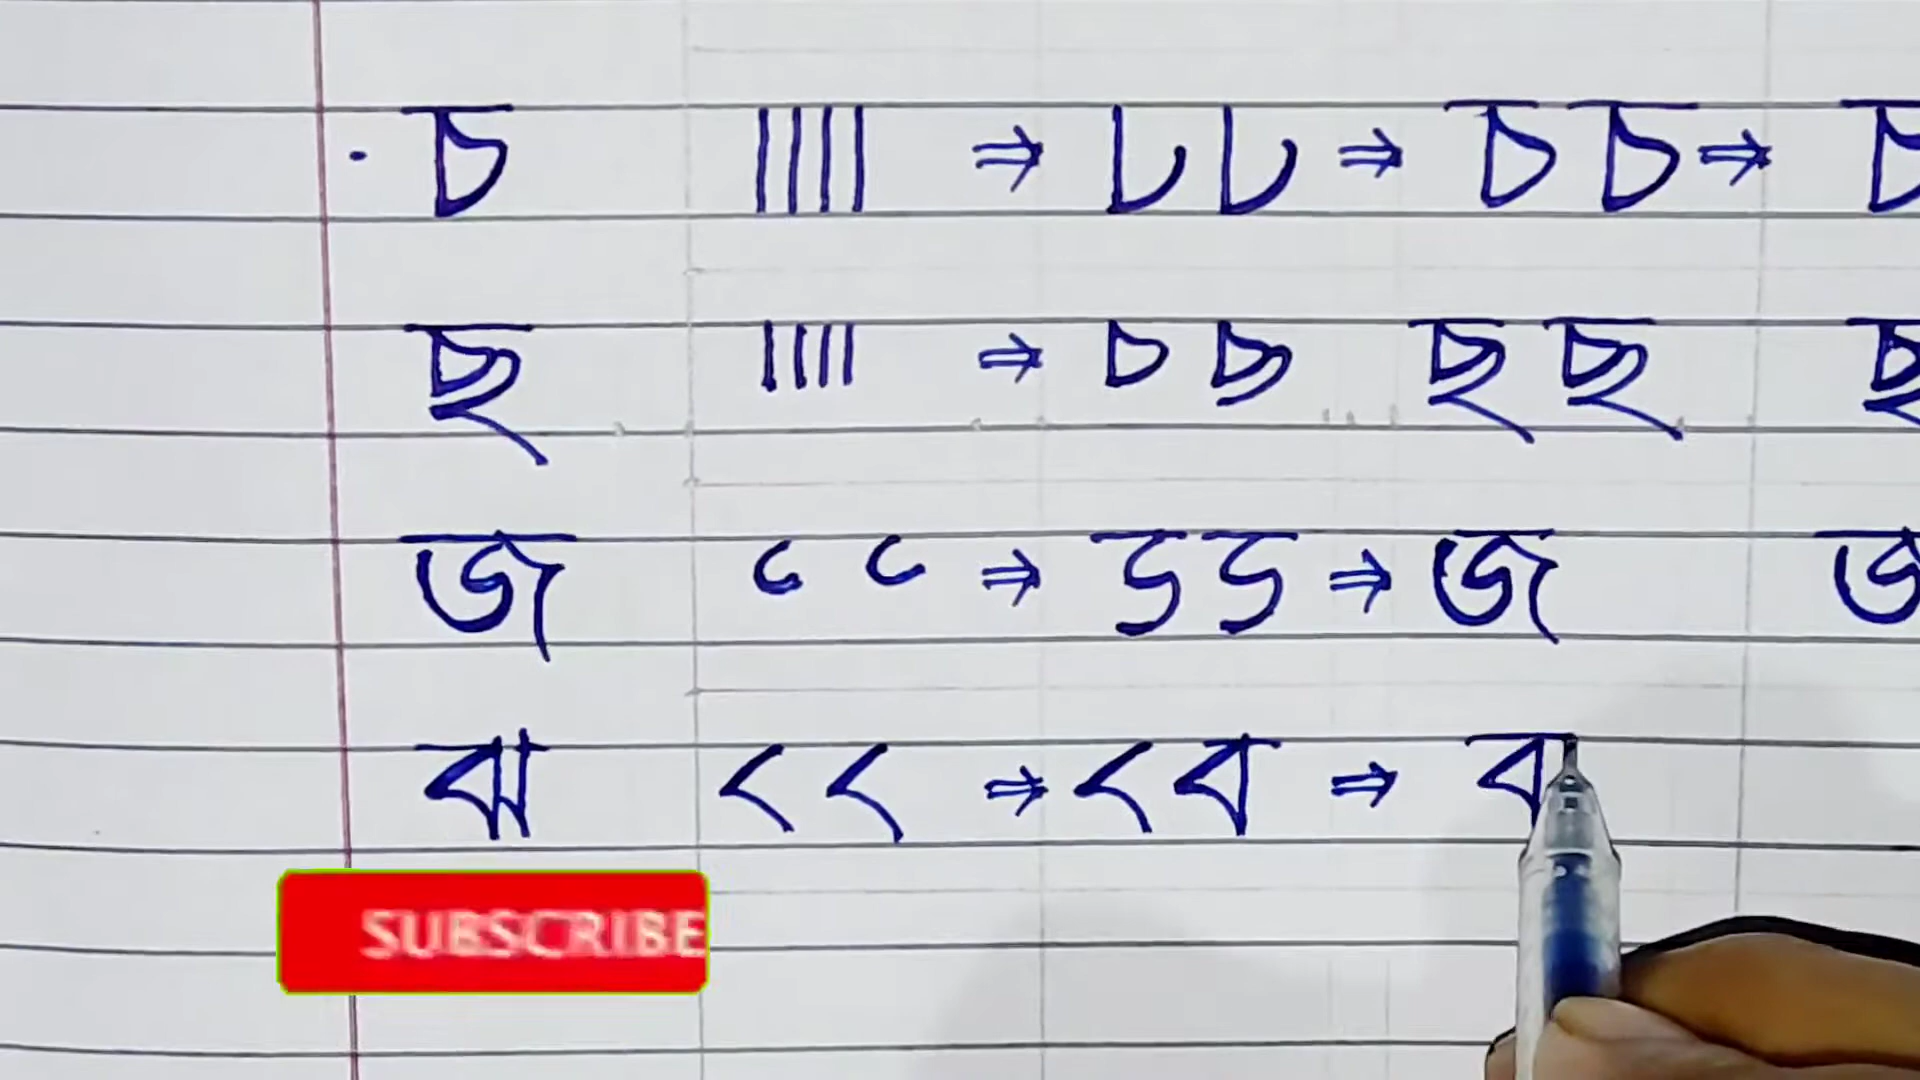 চ |||| ⇒ ⇒ চ চ ⇒ চ
ছ |||| ⇒ ছ ছ ছ
জ ⇒ ⇒ জ জ
ঝ ⇒ ব ⇒ ব
SUBSCRIBE